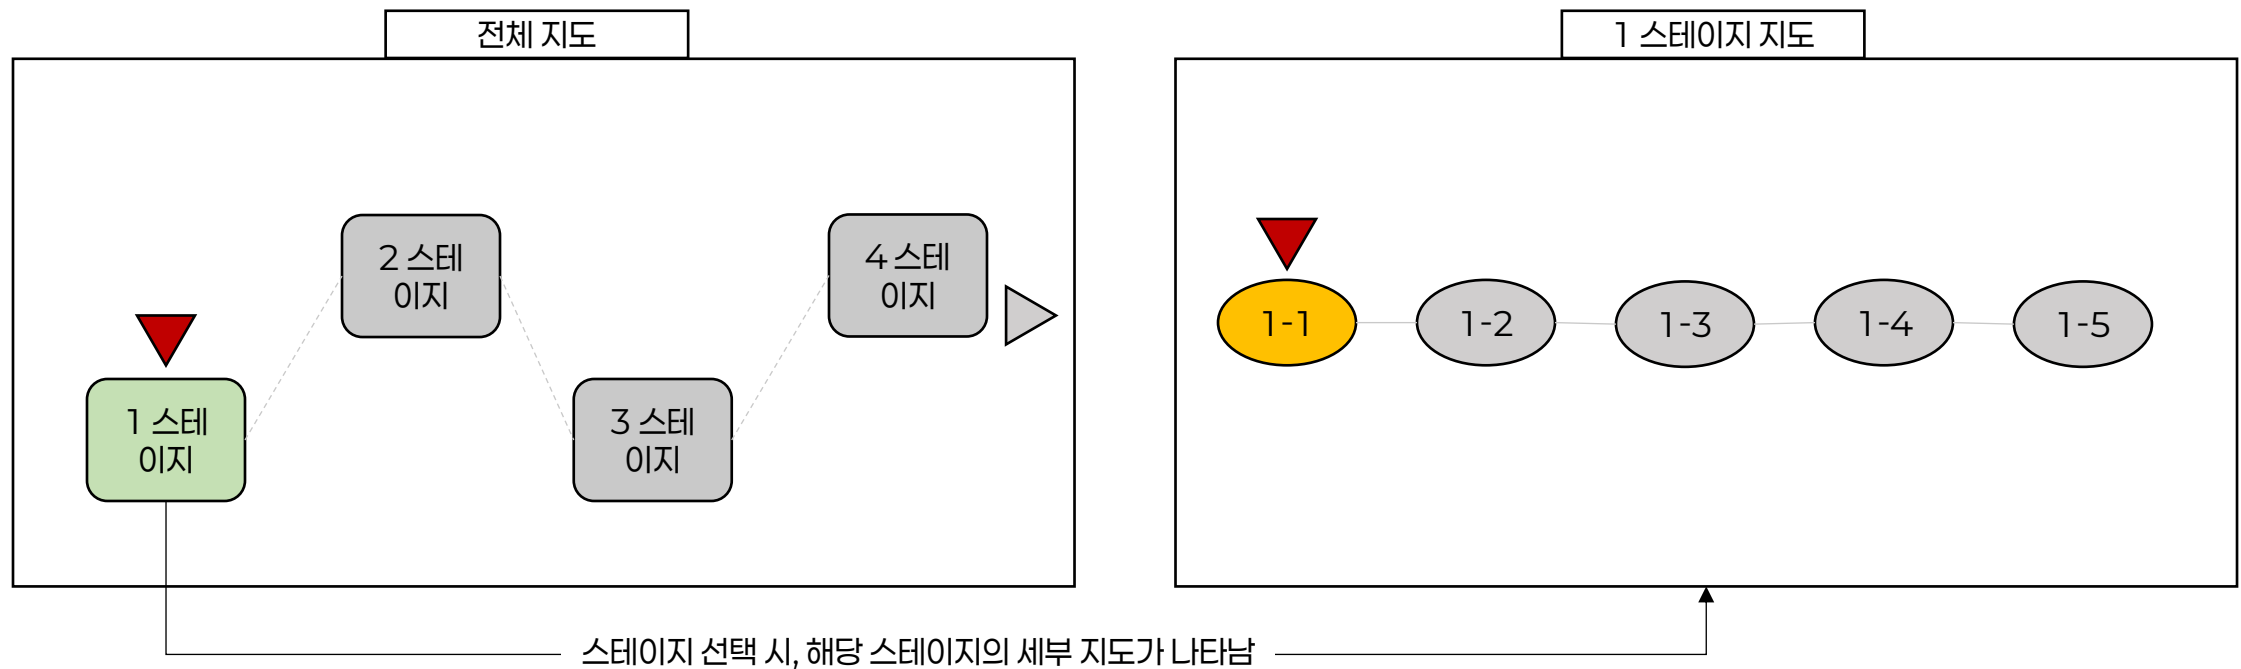 전체 지도
1 스테이지 지도
2 스테
이지
4 스테
이지
1 스테
이지
3 스테
이지
1-1
1-2
1-3
1-4
1-5
스테이지 선택 시, 해당 스테이지의 세부 지도가 나타남